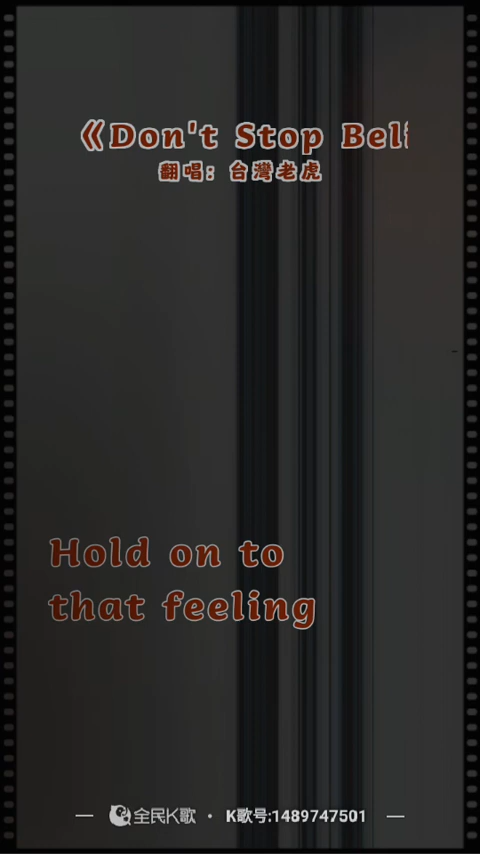 《Don't Stop Bel
翻唱：台灣老虎
Hold on to
that feeling
全民K歌 · K歌号:1489747501